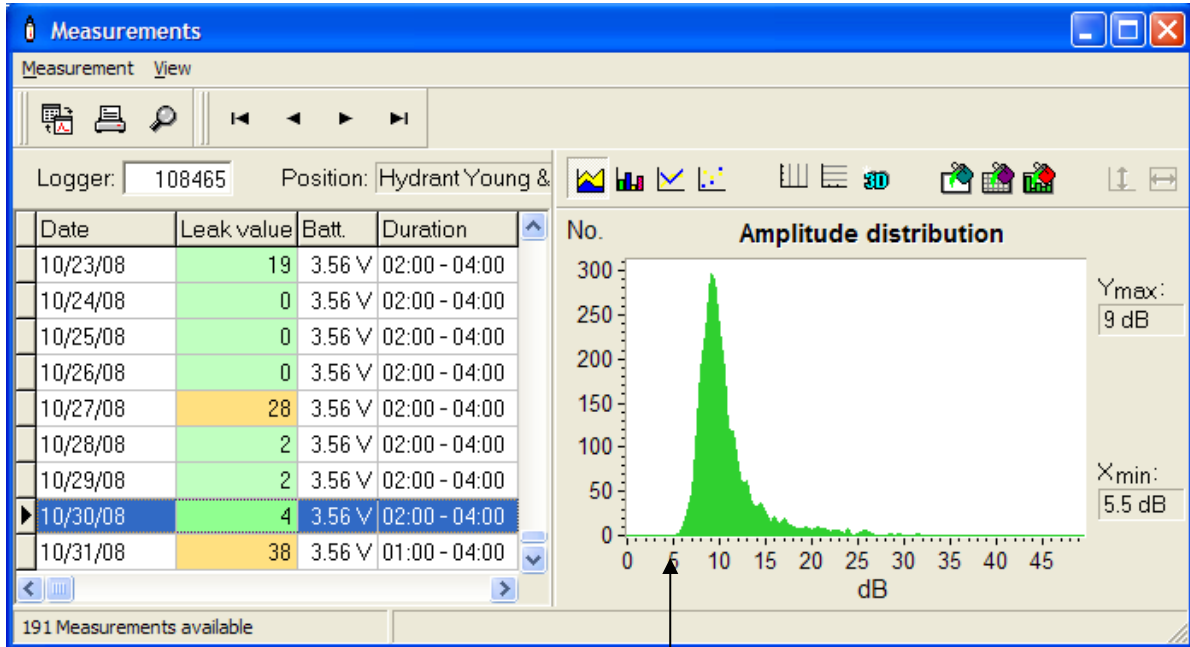 Measurements
Measurement View
Logger: 108465 Position: Hydrant Young &
3D
Date Leak value Batt. Duration
10/23/08 19 3.56 V 02:00 - 04:00
10/24/08 0 3.56 V 02:00 - 04:00
10/25/08 0 3.56 V 02:00 - 04:00
10/26/08 0 3.56 V 02:00 - 04:00
10/27/08 28 3.56 V 02:00 - 04:00
10/28/08 2 3.56 V 02:00 - 04:00
10/29/08 2 3.56 V 02:00 - 04:00
10/30/08 4 3.56 V 02:00 - 04:00
10/31/08 38 3.56 V 01:00 - 04:00
No. Amplitude distribution
300
250
200
150
100
50
0
0 5 10 15 20 25 30 35 40 45
dB
Ymax:
9 dB
Xmin:
5.5 dB
191 Measurements available